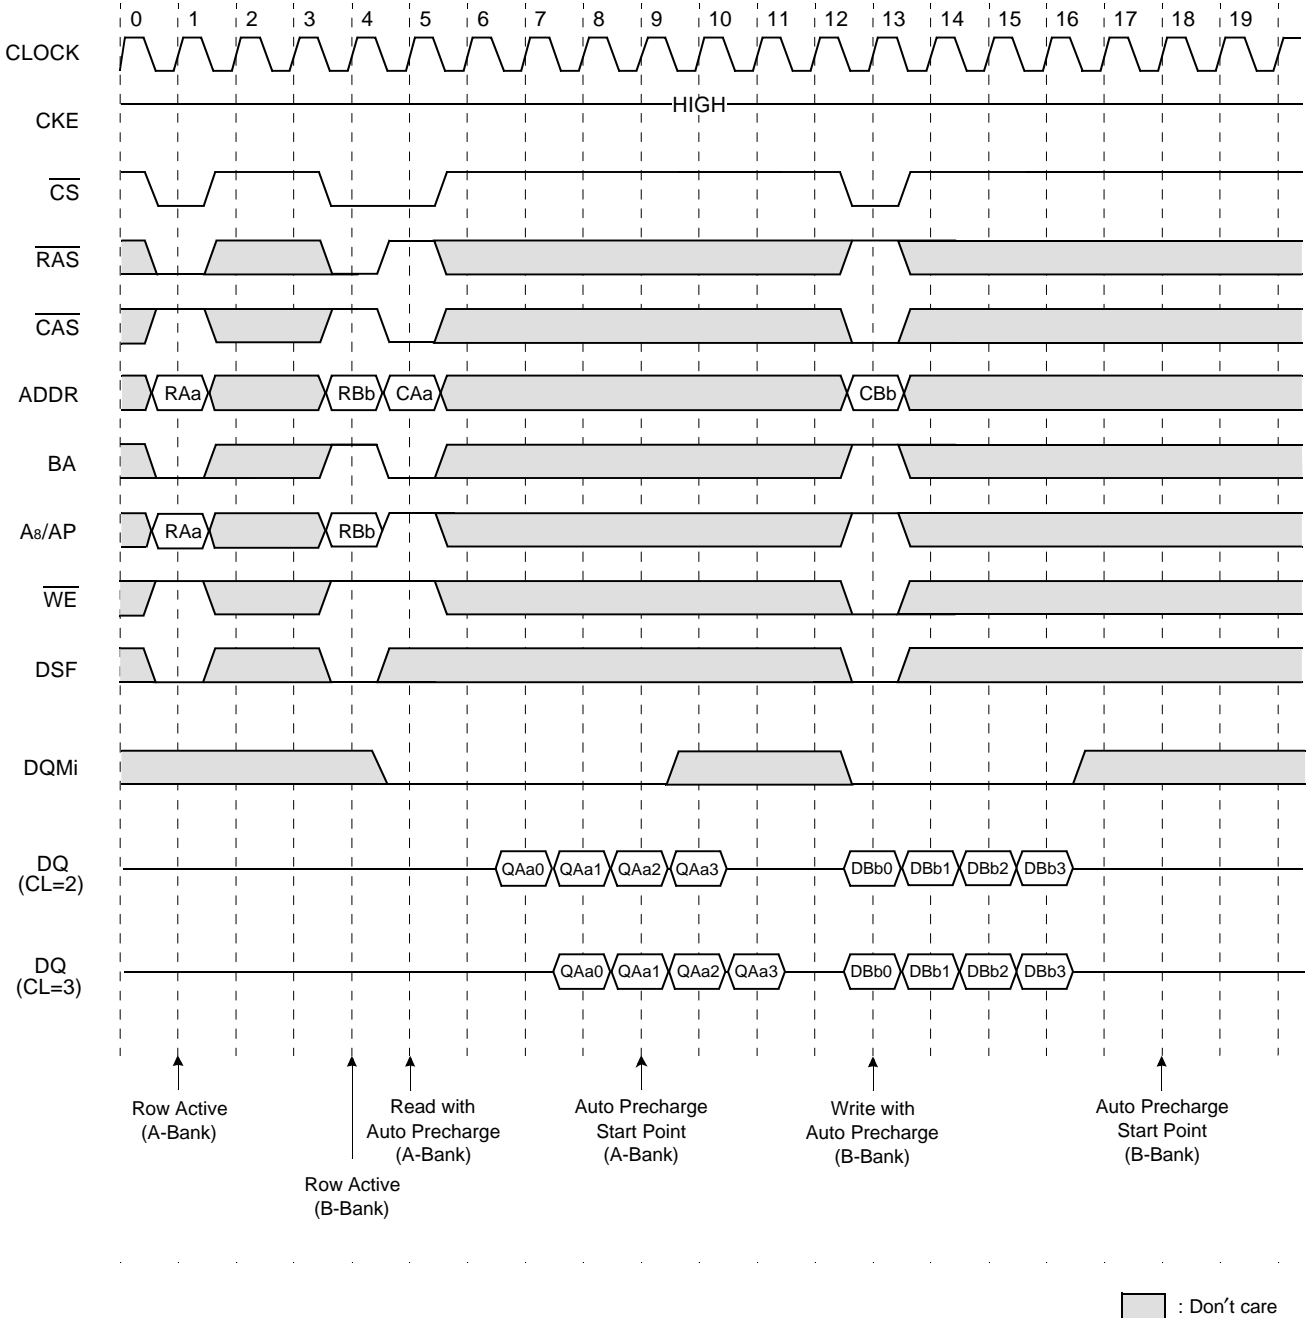 0 1 2 3 4 5 6 7 8 9 10 11 12 13 14 15 16 17 18 19
CLOCK
HIGH
CKE
CS
RAS
CAS
ADDR RAa RBb CAa CBb
BA
A8/AP RAa RBb
WE
DSF
DQMi
DQ
(CL=2)
QAa0 QAa1 QAa2 QAa3 DBb0 DBb1 DBb2 DBb3
DQ
(CL=3)
QAa0 QAa1 QAa2 QAa3 DBb0 DBb1 DBb2 DBb3
Row Active
(A-Bank)
Row Active
(B-Bank)
Read with
Auto Precharge
(A-Bank)
Auto Precharge
Start Point
(A-Bank)
Write with
Auto Precharge
(B-Bank)
Auto Precharge
Start Point
(B-Bank)
: Don′t care